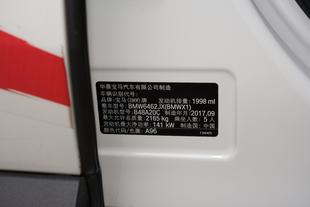 华晨宝马汽车有限公司制造
车辆识别代号:
品牌: 宝马(BMW)牌 发动机排量: 1998 ml
整车型号: BMW6462JX(BMWX1)
发动机型号: B48A20C 制造年月 2017.09
最大允许总质量: 2165 kg 乘坐人数: 5 人
发动机最大净功率: 141 kW 制造国: 中国
颜色代码/色漆: A96